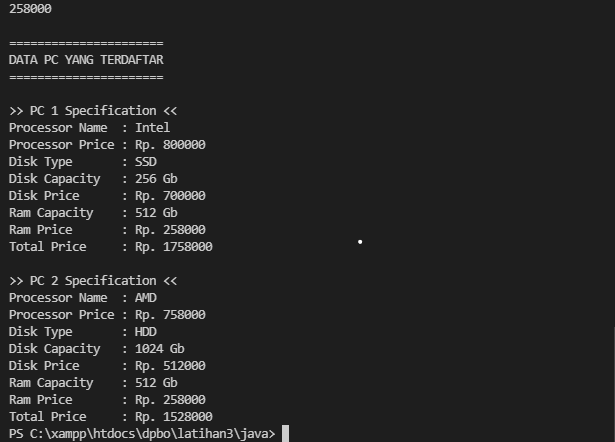 258000
======================
DATA PC YANG TERDAFTAR
======================
>> PC 1 Specification <<
Processor Name  : Intel
Processor Price : Rp. 800000
Disk Type       : SSD
Disk Capacity   : 256 Gb
Disk Price      : Rp. 700000
Ram Capacity    : 512 Gb
Ram Price       : Rp. 258000
Total Price     : Rp. 1758000
>> PC 2 Specification <<
Processor Name  : AMD
Processor Price : Rp. 758000
Disk Type       : HDD
Disk Capacity   : 1024 Gb
Disk Price      : Rp. 512000
Ram Capacity    : 512 Gb
Ram Price       : Rp. 258000
Total Price     : Rp. 1528000
PS C:\xampp\htdocs\dpbo\latihan3\java>